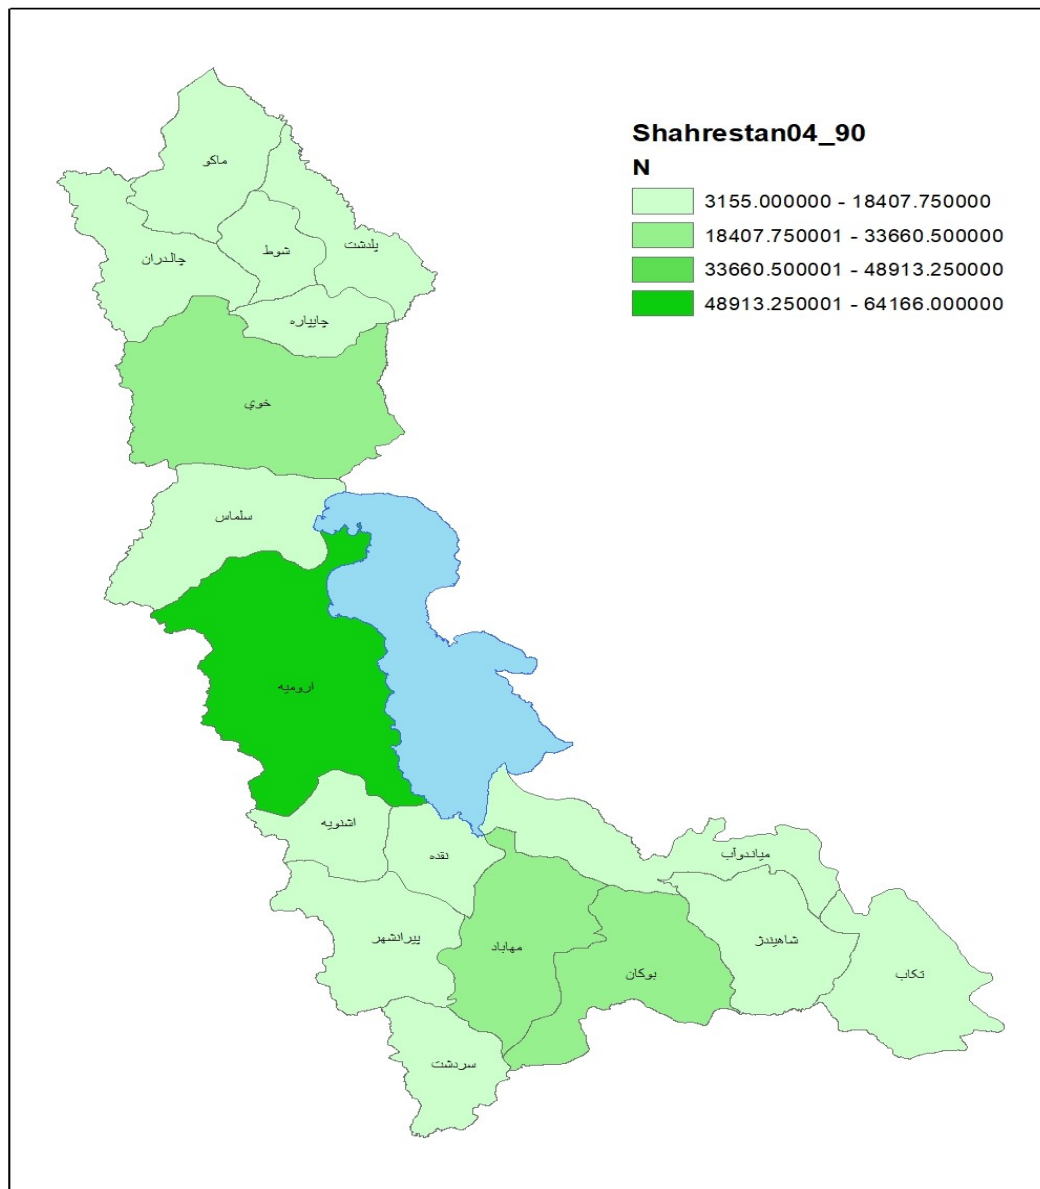 Shahrestan04_90
N
3155.000000 - 18407.750000
18407.750001 - 33660.500000
33660.500001 - 48913.250000
48913.250001 - 64166.000000
ماكو
پلدشت
شوط
چالدران
چايپاره
خوي
سلماس
اروميه
اشنويه
نقده
مياندوآب
پيرانشهر
مهاباد
شاهيندژ
بوكان
تكاب
سردشت